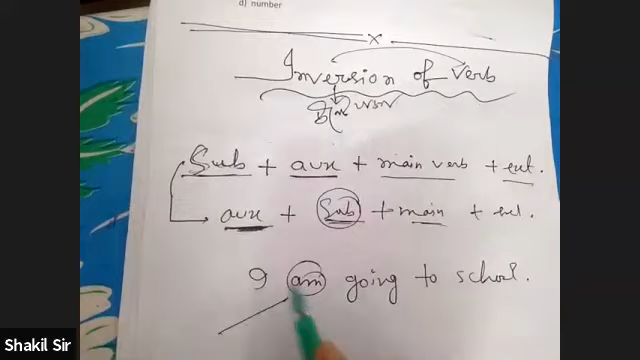 d) number
x
Inversion of verb
Sub + aux + main verb + ext.
aux + Sub + main + ext.
I am going to school.
Shakil Sir